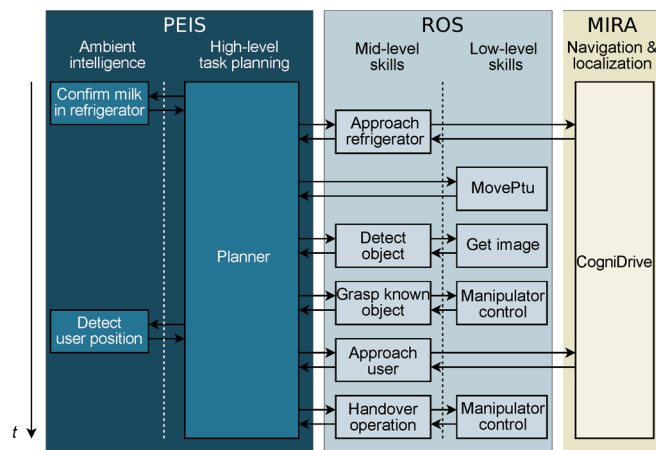 PEIS
ROS
MIRA
Ambient
intelligence
High-level
task planning
Mid-level
skills
Low-level
skills
Navigation &
localization
Confirm milk
in refrigerator
Approach
refrigerator
MovePtu
Planner
Detect
object
Get image
CogniDrive
Grasp known
object
Manipulator
control
Detect
user position
Approach
user
Handover
operation
Manipulator
control
t